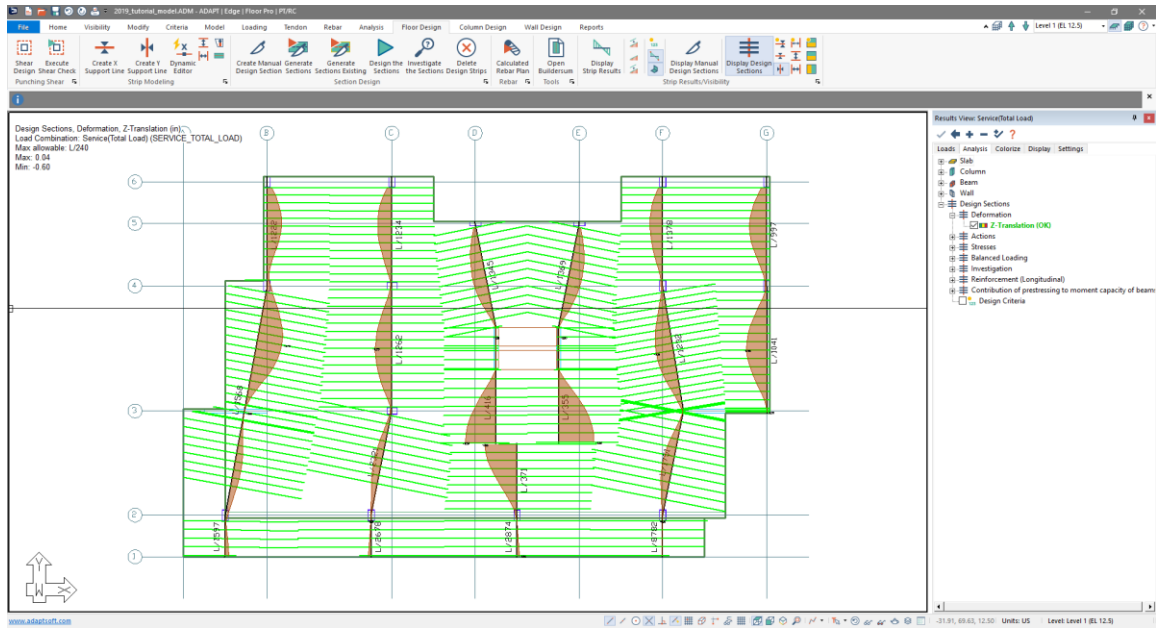 2019_tutorial_model.ADM - ADAPT | Edge | Floor Pro | PT/RC
File Home Visibility Modify Criteria Model Loading Tendon Rebar Analysis Floor Design Column Design Wall Design Reports
Level 1 (EL 12.5)
Shear Design
Execute Shear Check
Create X Support Line
Create Y Support Line
Dynamic Editor
Create Manual Design Section
Generate Sections
Generate Sections Existing
Design the Sections
Investigate the Sections
Delete Design Strips
Calculated Rebar Plan
Open Buildersum
Display Strip Results
Display Manual Design Sections
Display Design Sections
Punching Shear
Strip Modeling
Section Design
Rebar
Tools
Strip Results/Visibility
Design Sections, Deformation, Z-Translation (in),
Load Combination: Service(Total Load) (SERVICE_TOTAL_LOAD)
Max allowable: L/240
Max: 0.04
Min: -0.60
B C D E F G
6
5
4
3
2
1
L/1222
L/1234
L/1345
L/1369
L/1378
L/997
L/1262
L/1292
L/1041
L/1568
L/416
L/355
L/371
L/1597
L/2678
L/2874
L/8782
Y
W X
Results View: Service(Total Load)
Loads Analysis Colorize Display Settings
Slab
Column
Beam
Wall
Design Sections
Deformation
Z-Translation (OK)
Actions
Stresses
Balanced Loading
Investigation
Reinforcement (Longitudinal)
Contribution of prestressing to moment capacity of beams
Design Criteria
www.adaptsoft.com
-31.91, 69.63, 12.50 Units: US Level: Level 1 (EL 12.5)